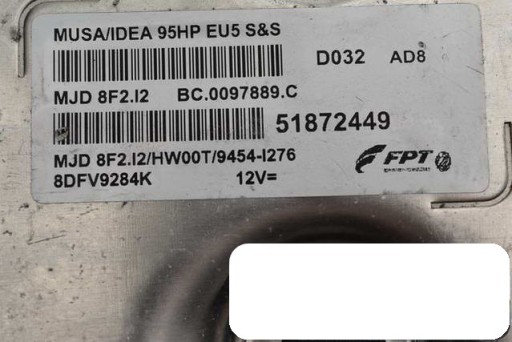 MUSA/IDEA 95HP EU5 S&S
D032 AD8
MJD 8F2.I2 BC.0097889.C
51872449
MJD 8F2.I2/HW00T/9454-I276
FPT
8DFV9284K 12V=